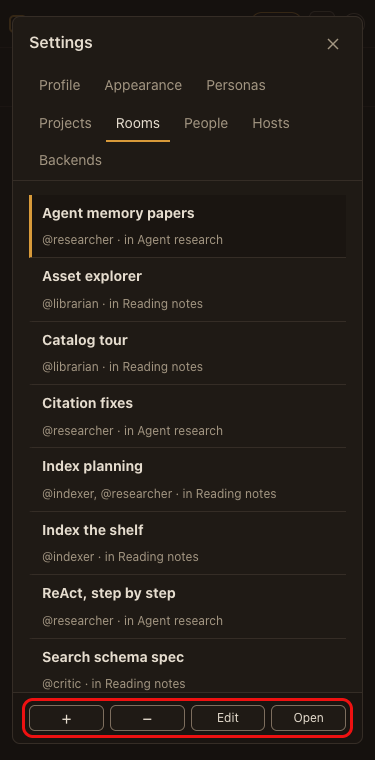 Settings
Profile Appearance Personas
Projects Rooms People Hosts
Backends
Agent memory papers
@researcher · in Agent research
Asset explorer
@librarian · in Reading notes
Catalog tour
@librarian · in Reading notes
Citation fixes
@researcher · in Agent research
Index planning
@indexer, @researcher · in Reading notes
Index the shelf
@indexer · in Reading notes
ReAct, step by step
@researcher · in Agent research
Search schema spec
@critic · in Reading notes
+ − Edit Open